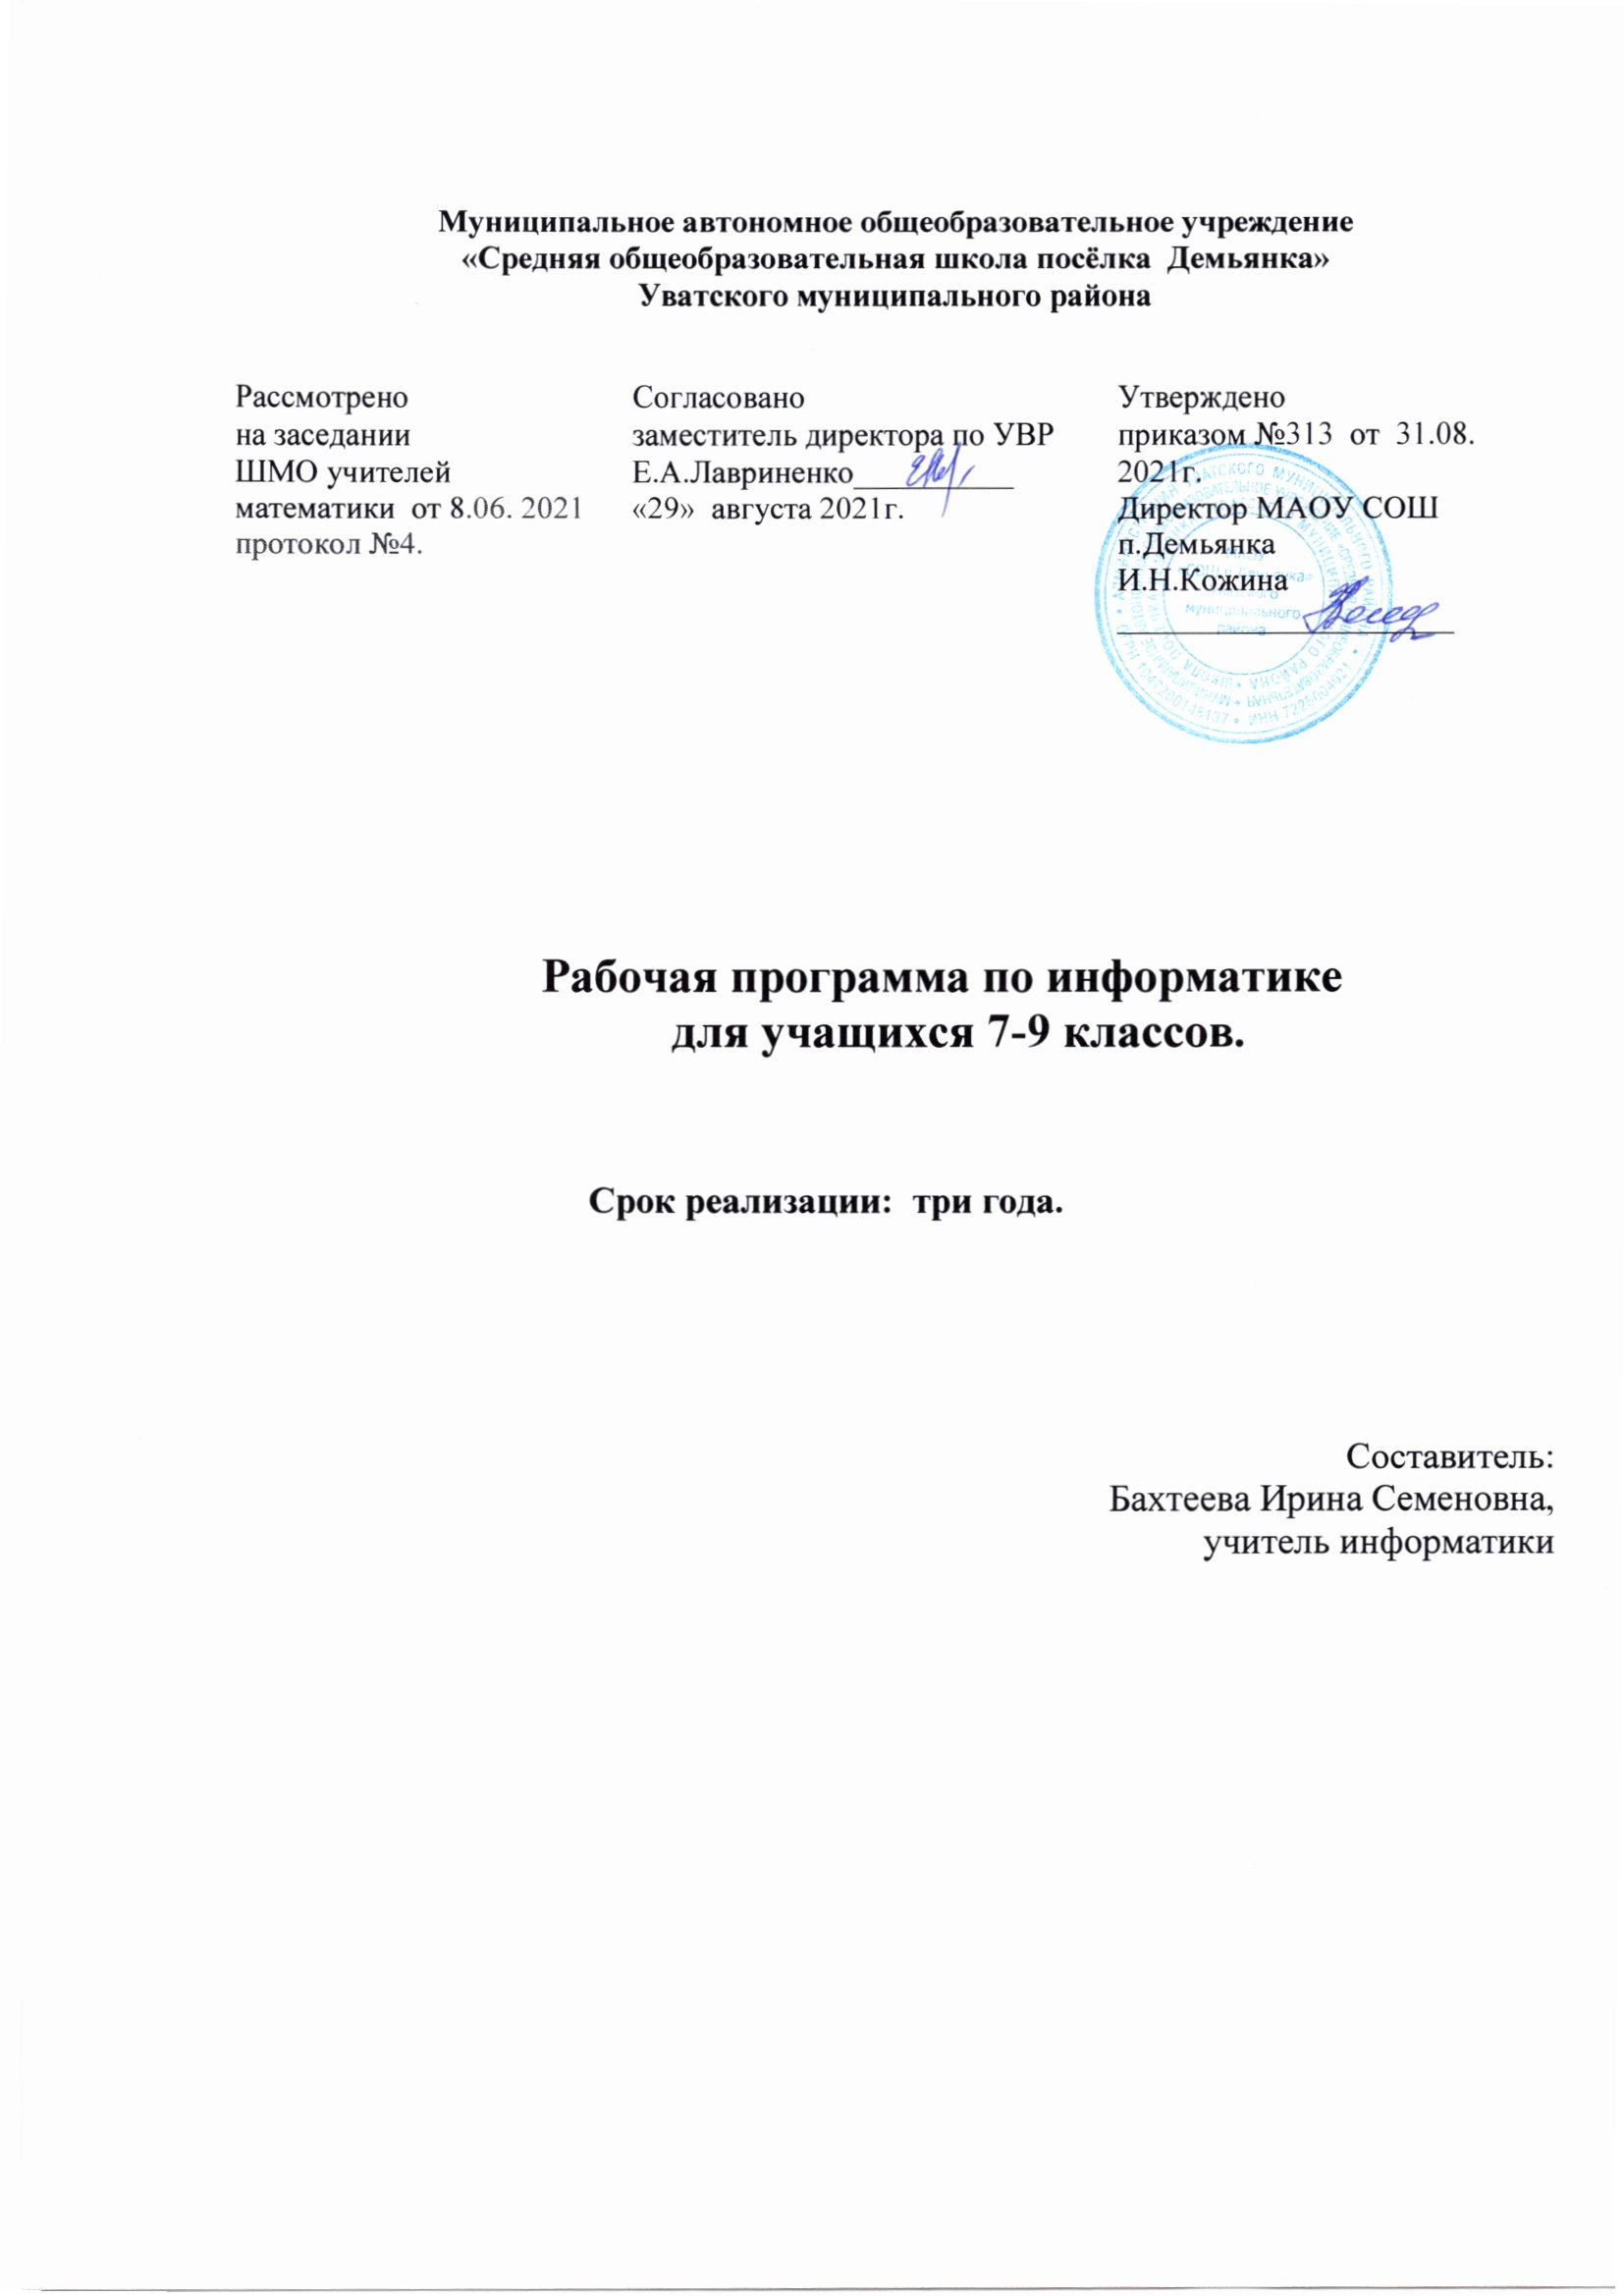 Муниципальное автономное общеобразовательное учреждение
«Средняя общеобразовательная школа посёлка Демьянка»
Уватского муниципального района
Рассмотрено
на заседании
ШМО учителей
математики от 8.06. 2021
протокол №4.
Согласовано
заместитель директора по УВР
Е.А.Лавриненко__________
«29» августа 2021г.
Утверждено
приказом №313 от 31.08.
2021г.
Директор МАОУ СОШ
п.Демьянка
И.Н.Кожина
муниципального
района
Рабочая программа по информатике
для учащихся 7-9 классов.
Срок реализации: три года.
Составитель:
Бахтеева Ирина Семеновна,
учитель информатики